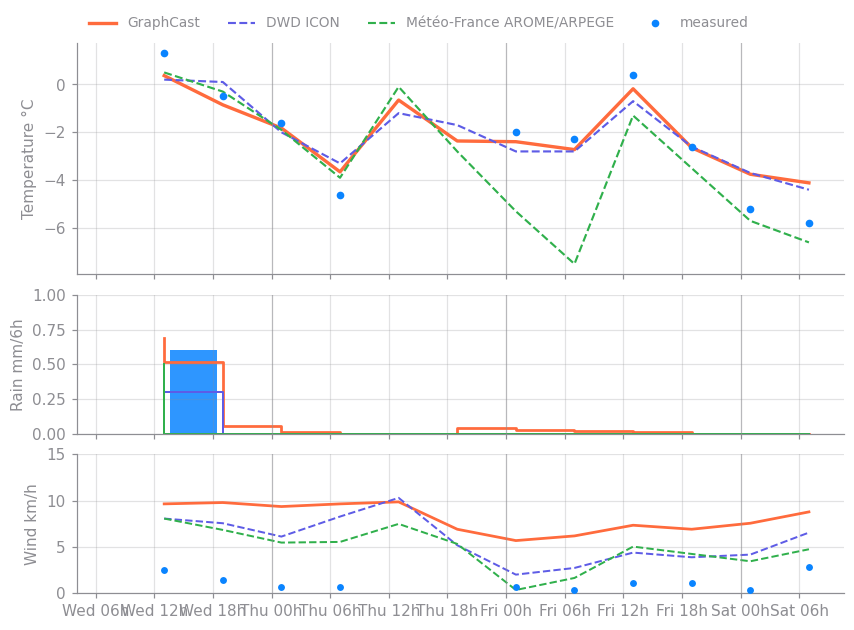 GraphCast DWD ICON Météo-France AROME/ARPEGE measured
Temperature °C
0
−2
−4
−6
Rain mm/6h
1.00
0.75
0.50
0.25
0.00
Wind km/h
15
10
5
0
Wed 06h Wed 12h Wed 18h Thu 00h Thu 06h Thu 12h Thu 18h Fri 00h Fri 06h Fri 12h Fri 18h Sat 00h Sat 06h